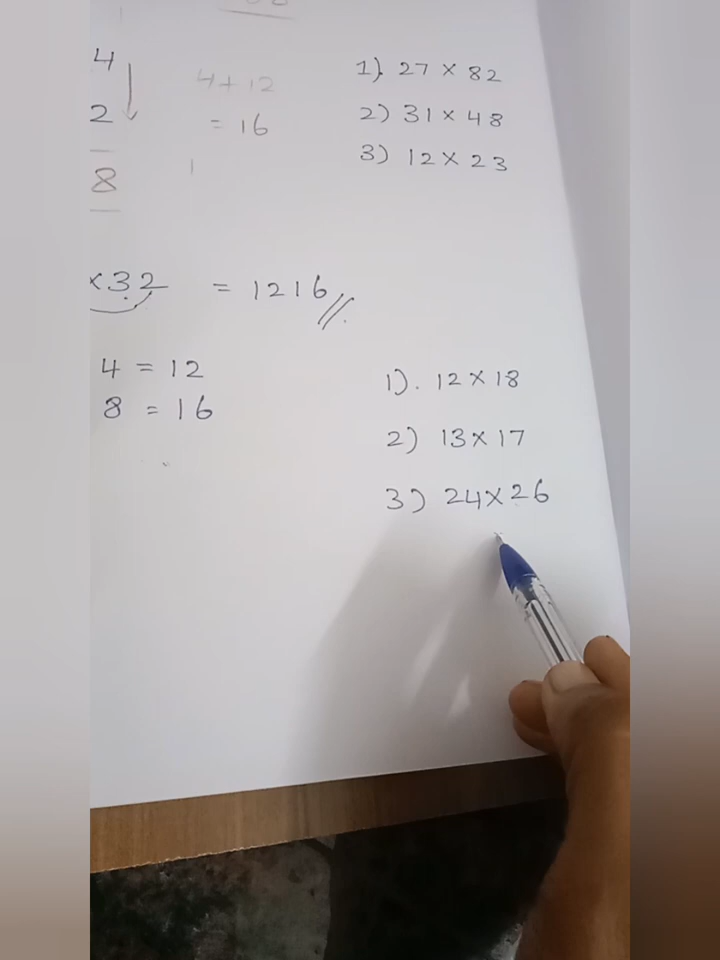 4
2
8
4+12
= 16
1). 27 × 82
2) 31 × 48
3) 12 × 23
×32 = 1216//.
4 = 12
8 = 16
1). 12 × 18
2) 13 × 17
3) 24 × 26